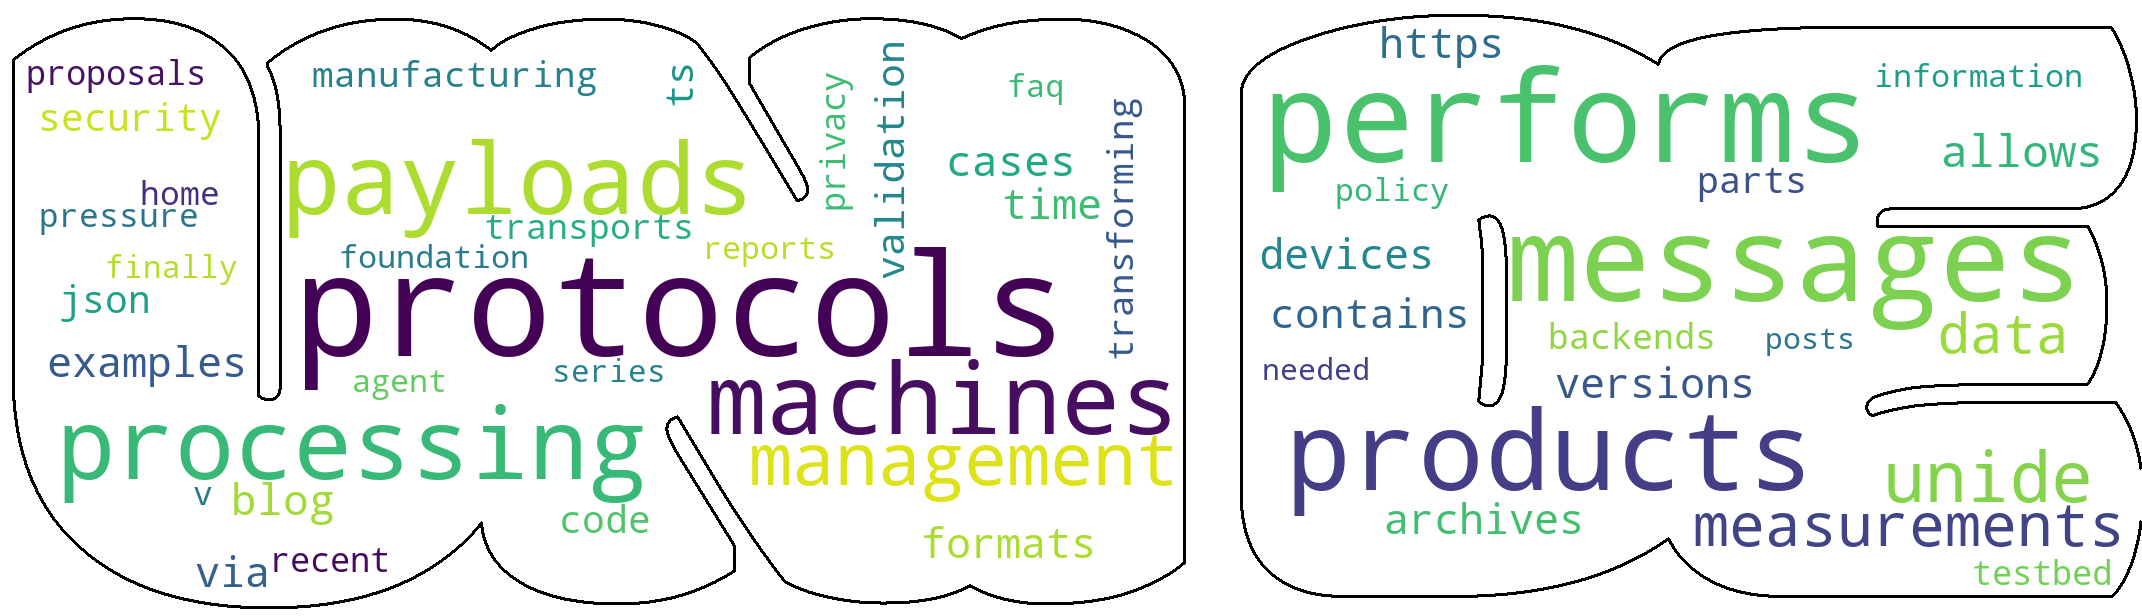 proposals
security
home
pressure
finally
json
examples
manufacturing
ts
payloads
transports
foundation
reports
protocols
agent
series
processing
v
blog
via
recent
code
privacy
validation
faq
cases
time
transforming
machines
management
formats
https
performs
information
allows
policy
parts
devices
messages
contains
backends
posts
data
needed
versions
products
archives
unide
measurements
testbed